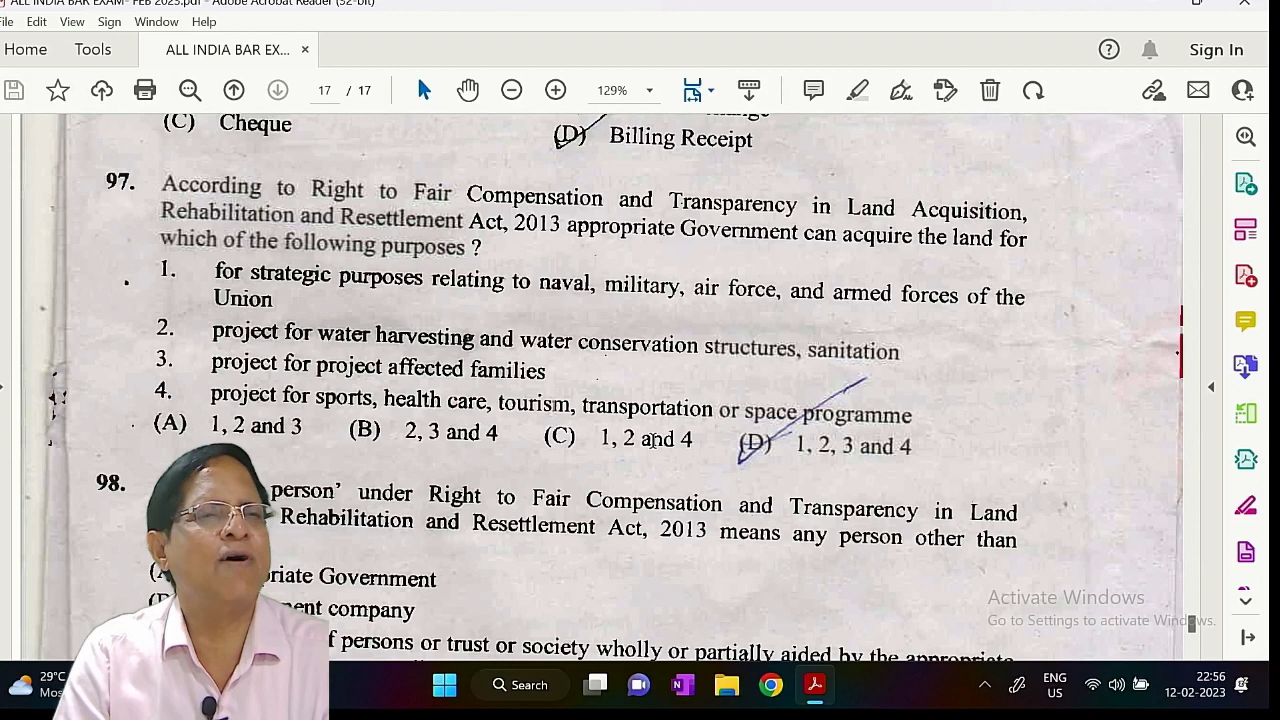 ALL INDIA BAR EXAM- FEB 2023.pdf - Adobe Acrobat Reader (32-bit)
File Edit View Sign Window Help
Home Tools ALL INDIA BAR EX... × Sign In
17 / 17 129%
(C) Cheque
(D) Billing Receipt
97. According to Right to Fair Compensation and Transparency in Land Acquisition,
Rehabilitation and Resettlement Act, 2013 appropriate Government can acquire the land for
which of the following purposes ?
1. for strategic purposes relating to naval, military, air force, and armed forces of the
Union
2. project for water harvesting and water conservation structures, sanitation
3. project for project affected families
4. project for sports, health care, tourism, transportation or space programme
(A) 1, 2 and 3 (B) 2, 3 and 4 (C) 1, 2 and 4 (D) 1, 2, 3 and 4
98. person’ under Right to Fair Compensation and Transparency in Land
Rehabilitation and Resettlement Act, 2013 means any person other than
Government
company
persons or trust or society wholly or partially aided by the appropriate
Activate Windows
Go to Settings to activate Windows.
29°C
Search
ENG
US
22:56
12-02-2023